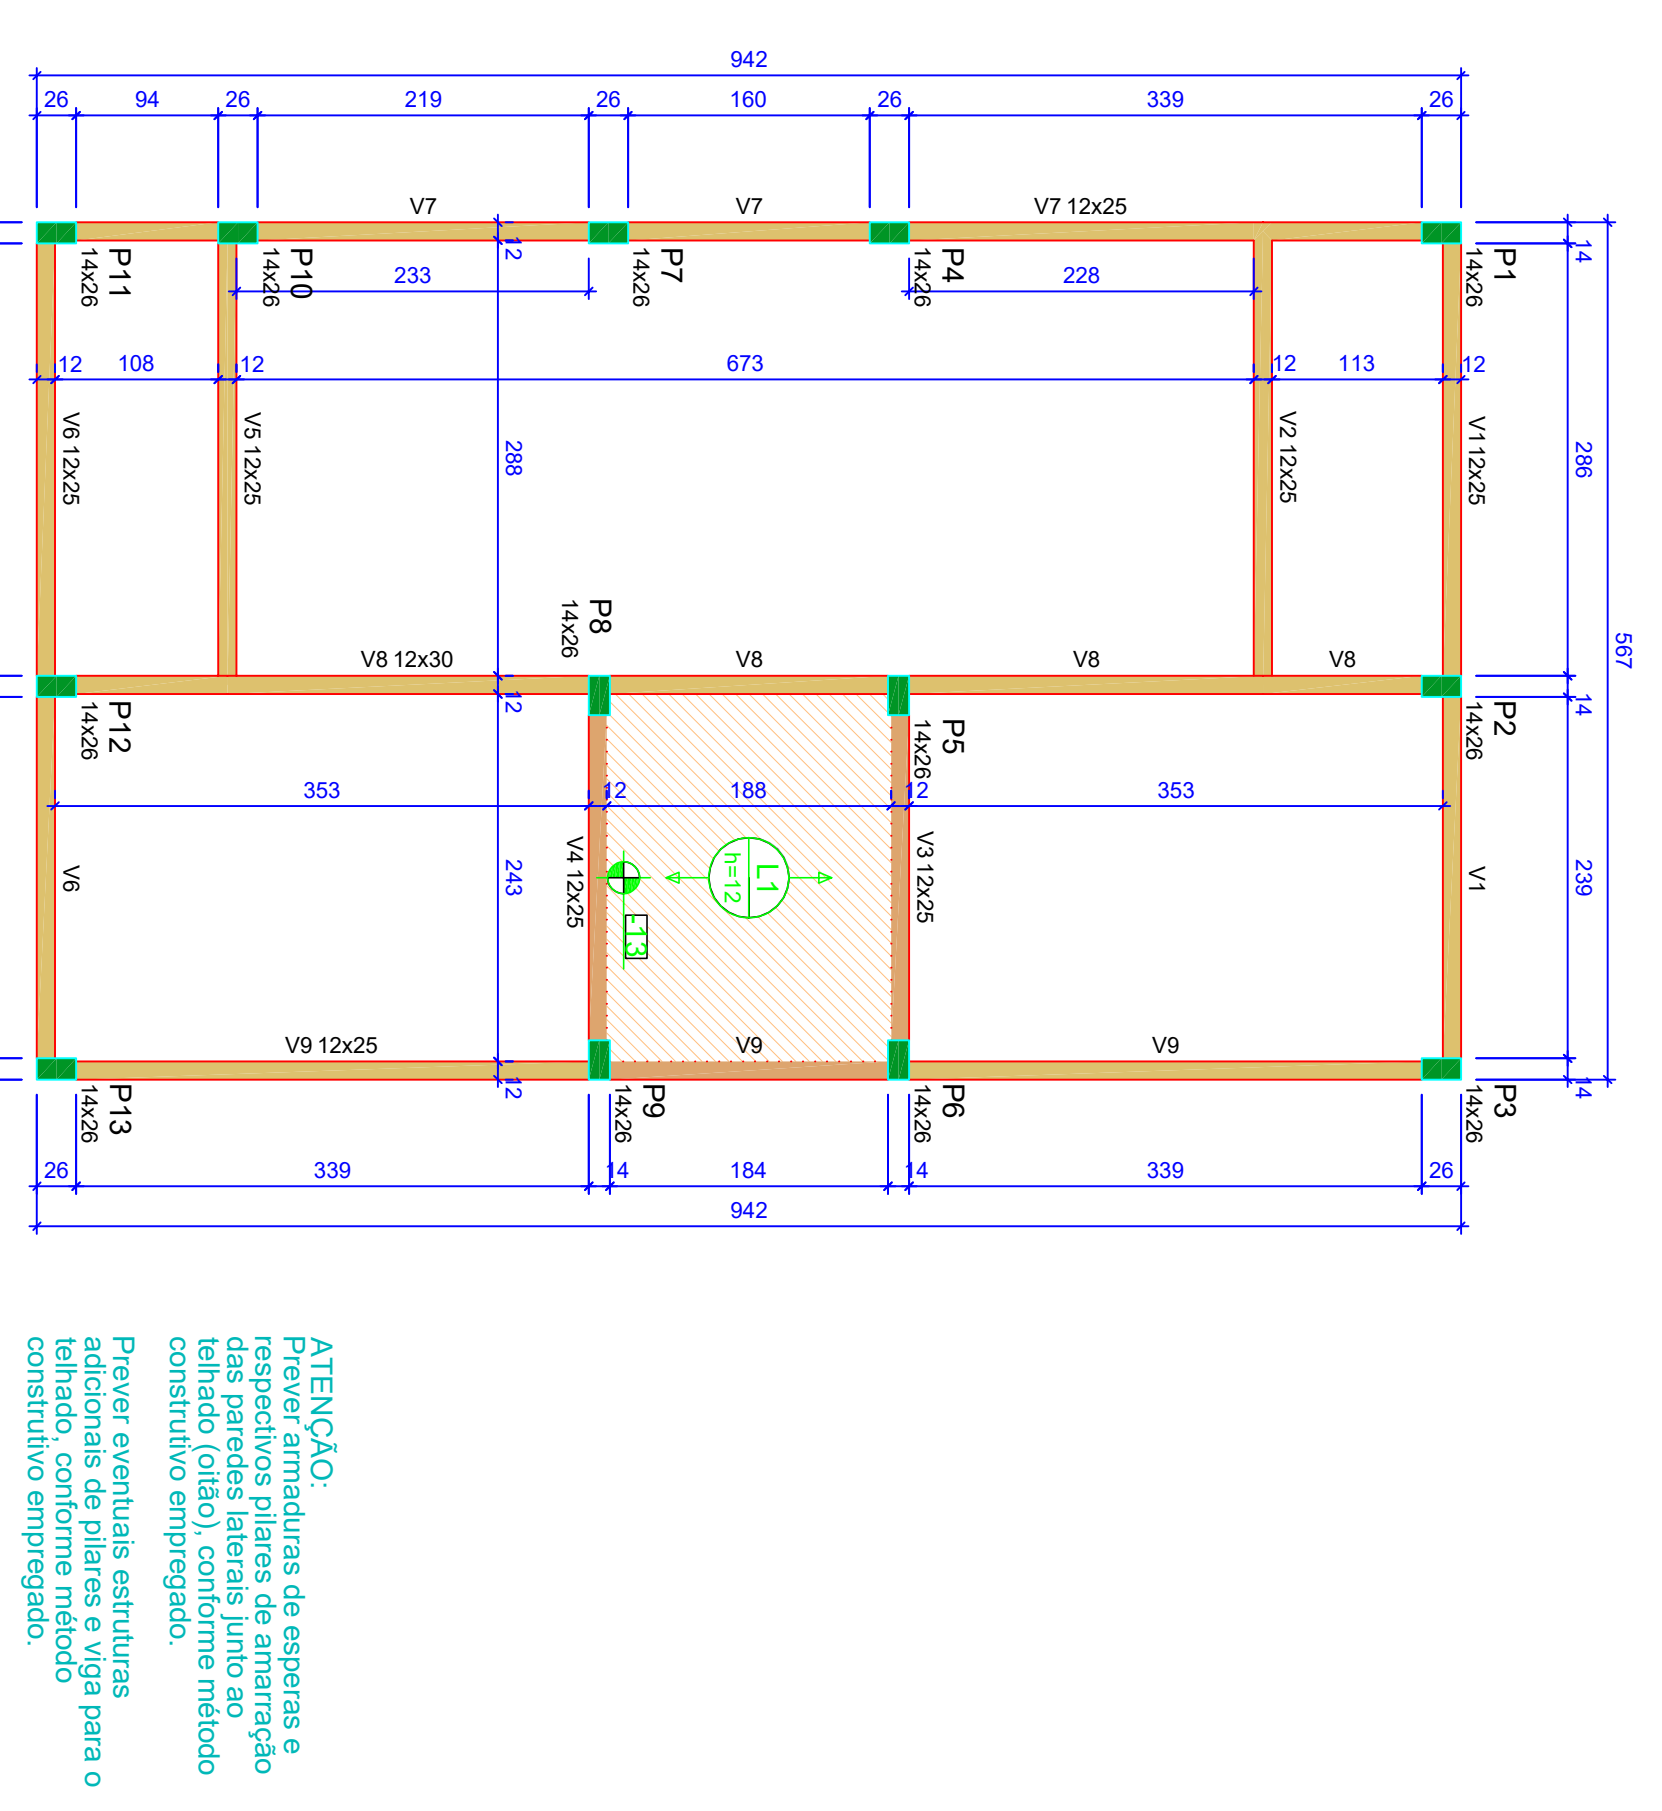 942
26 94 26 219 26 160 26 339 26
V7 V7 V7 12x25
P11
14x26
P10
14x26
P7
14x26
P4
14x26
P1
14x26
12
14
233
228
12 108 12 673 12 113 12
V6 12x25
V5 12x25
V2 12x25
V1 12x25
288
286
567
P8
14x26
V8 12x30 V8 V8 V8
12
14
P12
14x26
P5
14x26
P2
14x26
353 12 188 12 353
V6
V4 12x25
V3 12x25
V1
L1
h=12
-13
243
239
V9 12x25 V9 V9
12
14
P13
14x26
P9
14x26
P6
14x26
P3
14x26
26 339 14 184 14 339 26
942
ATENÇÃO:
Prever armaduras de esperas e
respectivos pilares de amarração
das paredes laterais junto ao
telhado (oitão), conforme método
construtivo empregado.
Prever eventuais estruturas
adicionais de pilares e viga para o
telhado, conforme método
construtivo empregado.